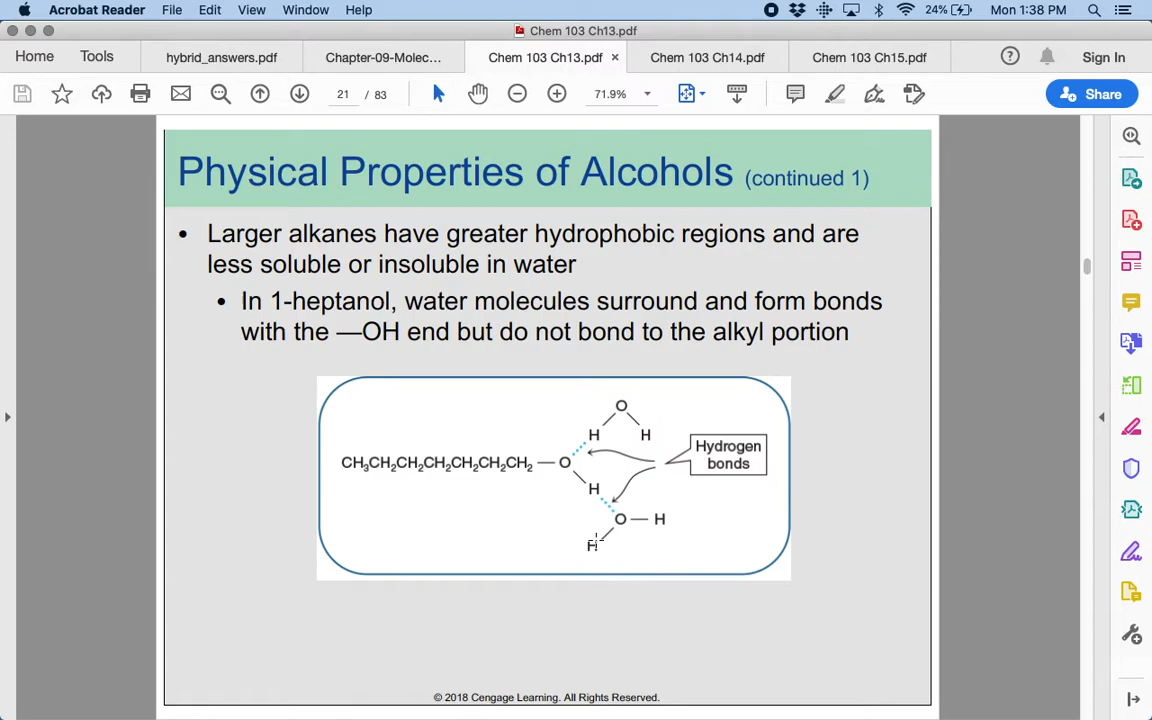 Acrobat Reader File Edit View Window Help 24% Mon 1:38 PM
Chem 103 Ch13.pdf
Home Tools hybrid_answers.pdf Chapter-09-Molec... Chem 103 Ch13.pdf × Chem 103 Ch14.pdf Chem 103 Ch15.pdf Sign In
21 / 83 71.9% Share
Physical Properties of Alcohols (continued 1)
• Larger alkanes have greater hydrophobic regions and are
less soluble or insoluble in water
• In 1-heptanol, water molecules surround and form bonds
with the —OH end but do not bond to the alkyl portion
O
H H
Hydrogen
bonds
CH₃CH₂CH₂CH₂CH₂CH₂CH₂ — O
H
O — H
H
© 2018 Cengage Learning. All Rights Reserved.